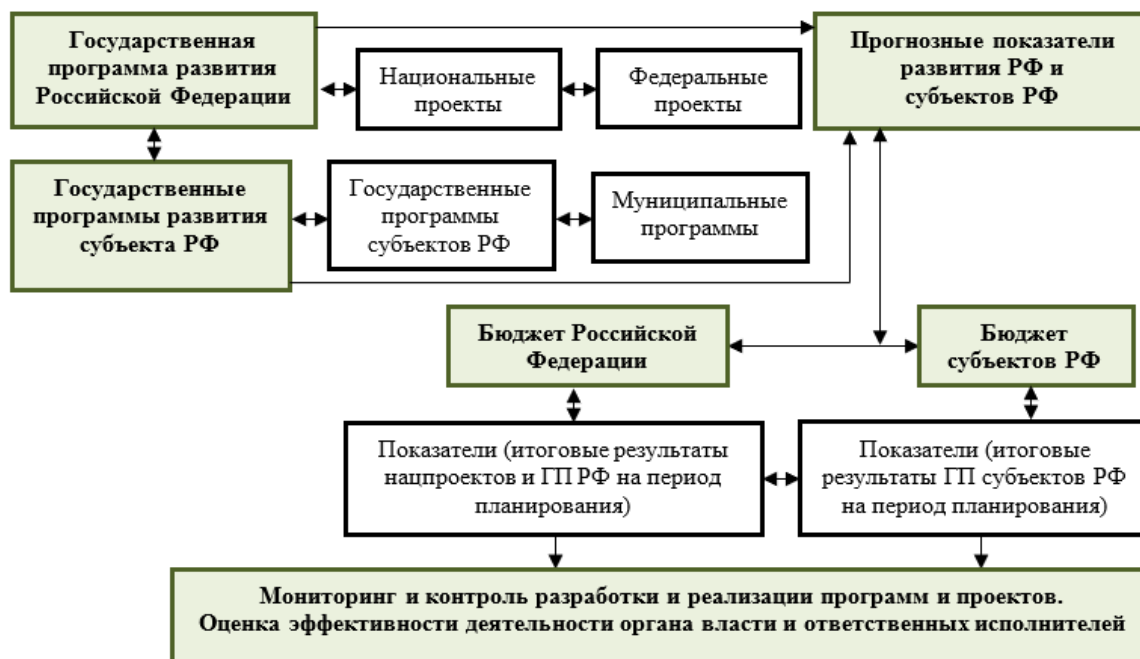 Государственная
программа развития
Российской Федерации
Национальные
проекты
Федеральные
проекты
Прогнозные показатели
развития РФ и
субъектов РФ
Государственные
программы развития
субъекта РФ
Государственные
программы
субъектов РФ
Муниципальные
программы
Бюджет Российской
Федерации
Бюджет
субъектов РФ
Показатели (итоговые результаты
нацпроектов и ГП РФ на период
планирования)
Показатели (итоговые
результаты ГП субъектов РФ
на период планирования)
Мониторинг и контроль разработки и реализации программ и проектов.
Оценка эффективности деятельности органа власти и ответственных исполнителей